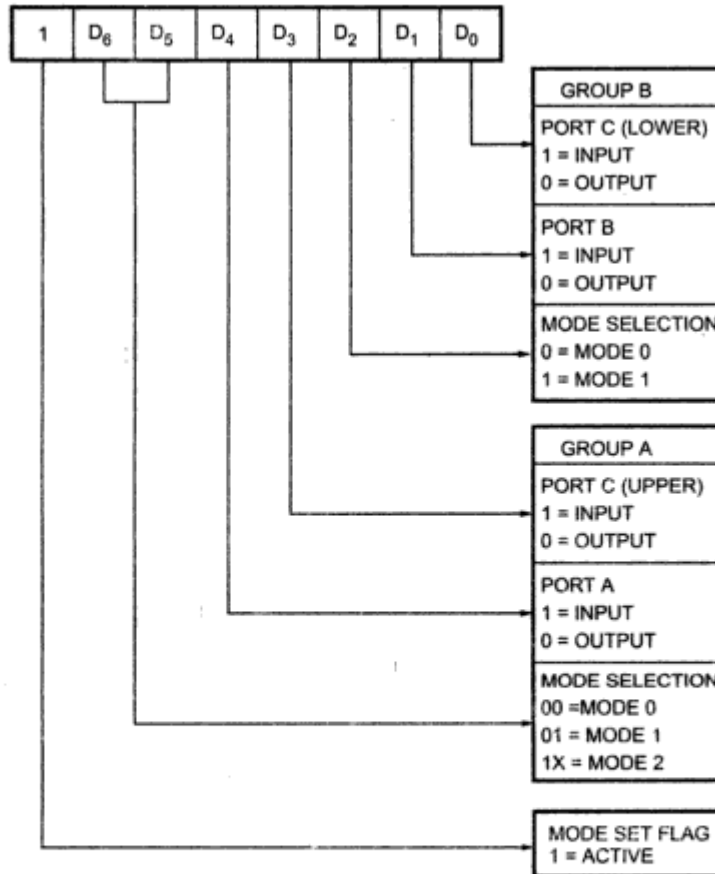 1 D₆ D₅ D₄ D₃ D₂ D₁ D₀
GROUP B
PORT C (LOWER)
1 = INPUT
0 = OUTPUT
PORT B
1 = INPUT
0 = OUTPUT
MODE SELECTION
0 = MODE 0
1 = MODE 1
GROUP A
PORT C (UPPER)
1 = INPUT
0 = OUTPUT
PORT A
1 = INPUT
0 = OUTPUT
MODE SELECTION
00 =MODE 0
01 = MODE 1
1X = MODE 2
MODE SET FLAG
1 = ACTIVE